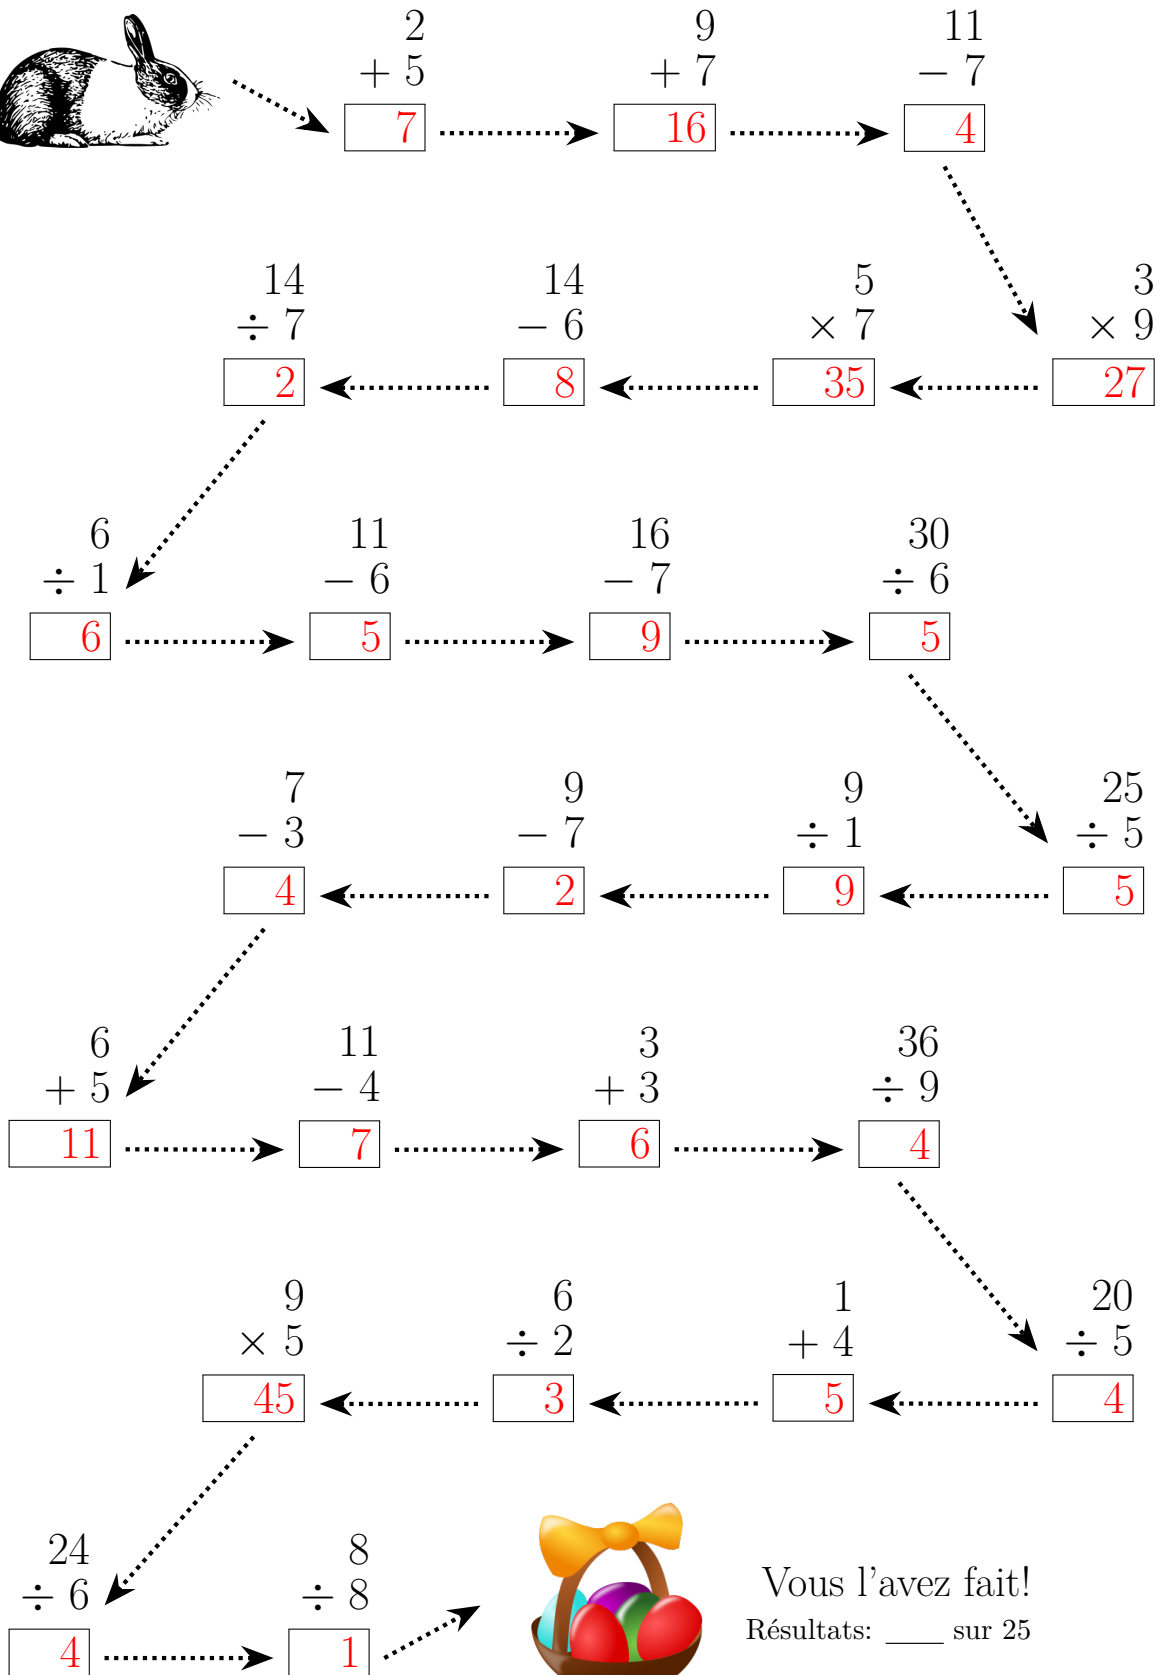 2 9 11
+ 5 + 7 − 7
7 16 4
14 14 5 3
÷ 7 − 6 × 7 × 9
2 8 35 27
6 11 16 30
÷ 1 − 6 − 7 ÷ 6
6 5 9 5
7 9 9 25
− 3 − 7 ÷ 1 ÷ 5
4 2 9 5
6 11 3 36
+ 5 − 4 + 3 ÷ 9
11 7 6 4
9 6 1 20
× 5 ÷ 2 + 4 ÷ 5
45 3 5 4
24 8
÷ 6 ÷ 8
4 1
Vous l'avez fait!
Résultats: ____ sur 25